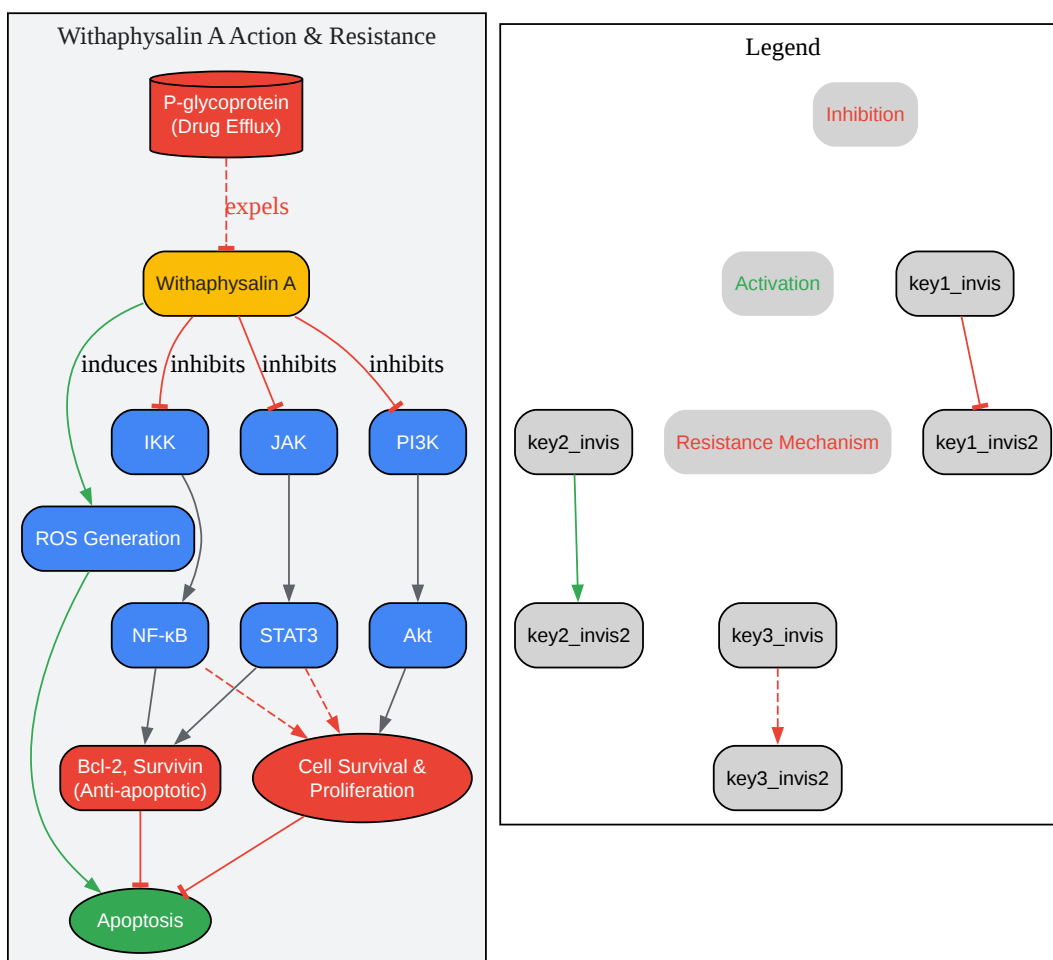 Withaphysalin A Action & Resistance
P-glycoprotein
(Drug Efflux)
expels
Withaphysalin A
induces
inhibits
inhibits
inhibits
IKK
JAK
PI3K
ROS Generation
NF-κB
STAT3
Akt
Bcl-2, Survivin
(Anti-apoptotic)
Cell Survival &
Proliferation
Apoptosis
Legend
Inhibition
Activation
key1_invis
key2_invis
Resistance Mechanism
key1_invis2
key2_invis2
key3_invis
key3_invis2